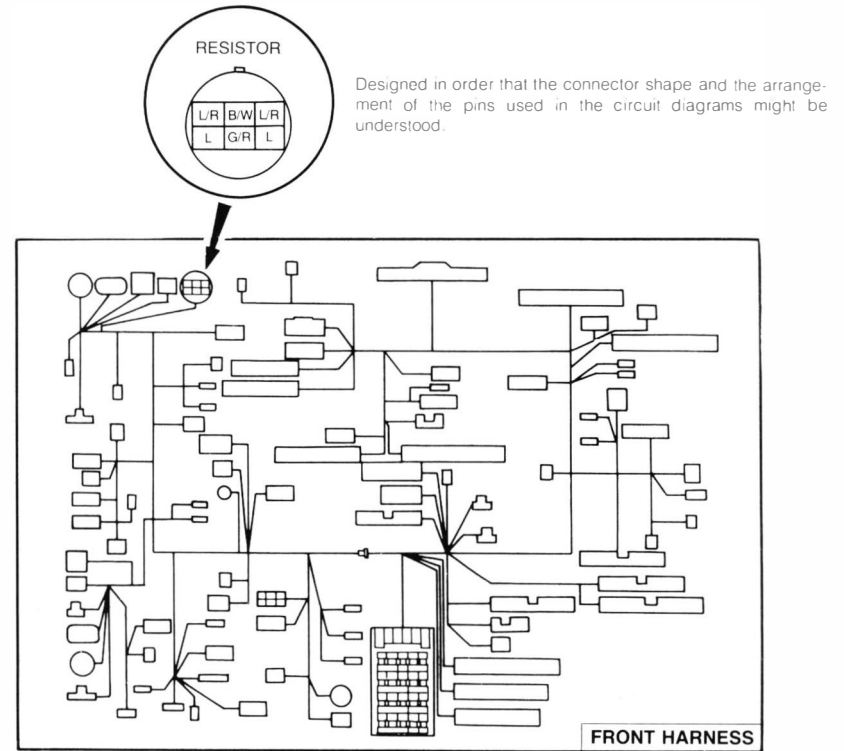 RESISTOR
Designed in order that the connector shape and the arrange-
ment of the pins used in the circuit diagrams might be
understood.
L/R B/W L/R
L G/R L
FRONT HARNESS